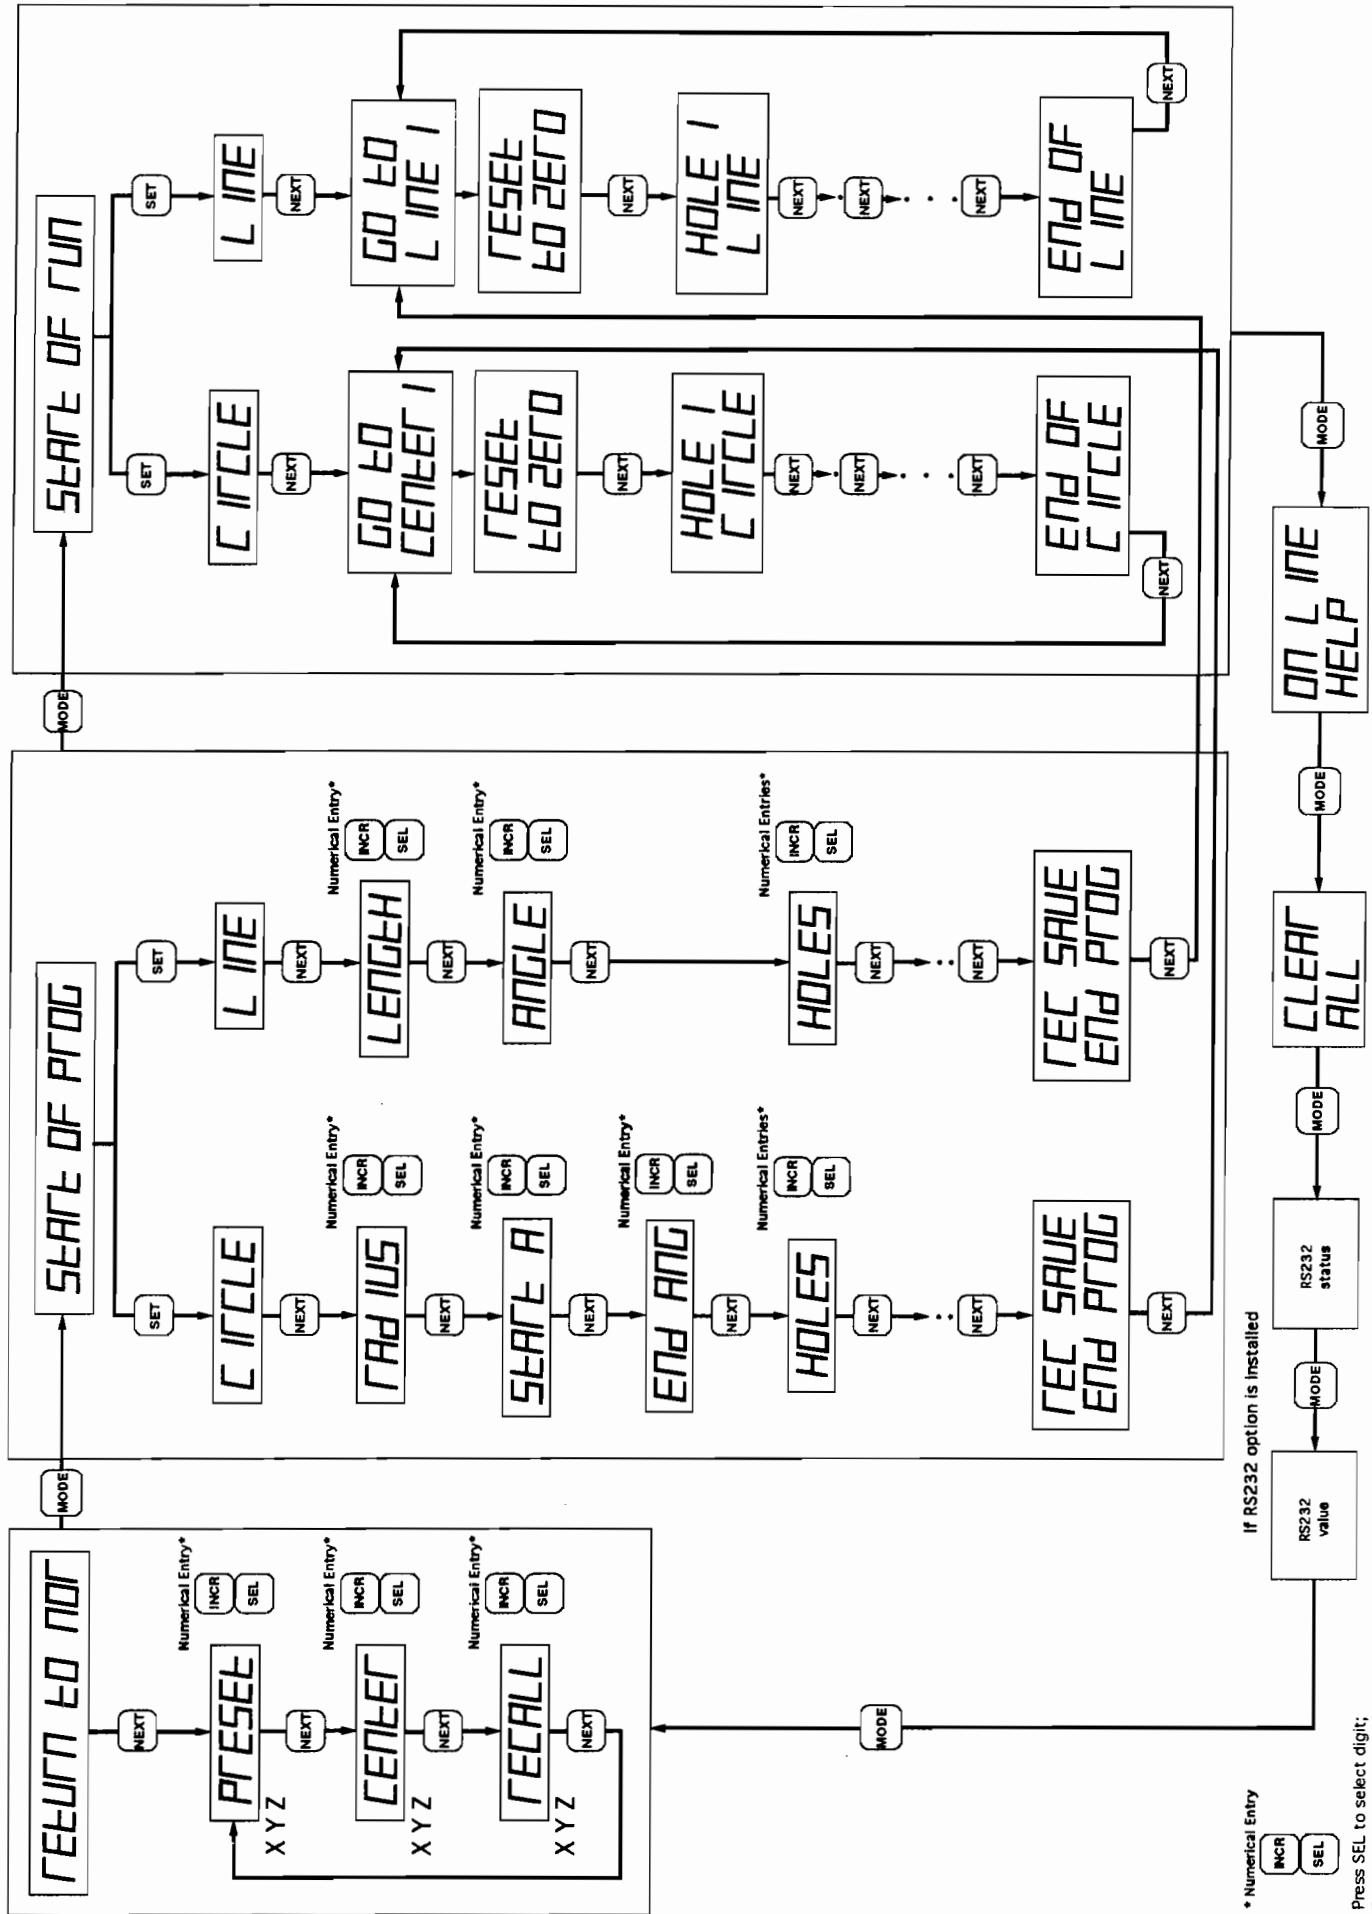 rEturn to nor
NEXT
Numerical Entry*
INCR
SEL
PrESEt
X Y Z
NEXT
Numerical Entry*
INCR
SEL
CEntEr
X Y Z
NEXT
Numerical Entry*
INCR
SEL
rECALL
X Y Z
NEXT
MODE
StArt OF ProG
SET
C IrCLE
NEXT
Numerical Entry*
INCR
SEL
rAd IUS
NEXT
Numerical Entry*
INCR
SEL
StArt A
NEXT
Numerical Entry*
INCR
SEL
End AnG
NEXT
Numerical Entries*
INCR
SEL
HOLES
NEXT
NEXT
rEC SAUE
End ProG
NEXT
SET
L InE
NEXT
Numerical Entry*
INCR
SEL
LEnGtH
NEXT
Numerical Entry*
INCR
SEL
AnGLE
NEXT
Numerical Entries*
INCR
SEL
HOLES
NEXT
NEXT
rEC SAUE
End ProG
NEXT
MODE
StArt OF rUn
SET
C IrCLE
NEXT
GO tO
CEntEr 1
rESEt
tO ZErO
NEXT
HOLE 1
C IrCLE
NEXT
NEXT
NEXT
End OF
C IrCLE
NEXT
SET
L InE
NEXT
GO tO
L InE 1
rESEt
tO ZErO
NEXT
HOLE 1
L InE
NEXT
NEXT
NEXT
End OF
L InE
NEXT
MODE
On L InE
HELP
MODE
CLEAr
ALL
MODE
RS232
status
MODE
If RS232 option is installed
RS232
value
MODE
* Numerical Entry
INCR
SEL
Press SEL to select digit;